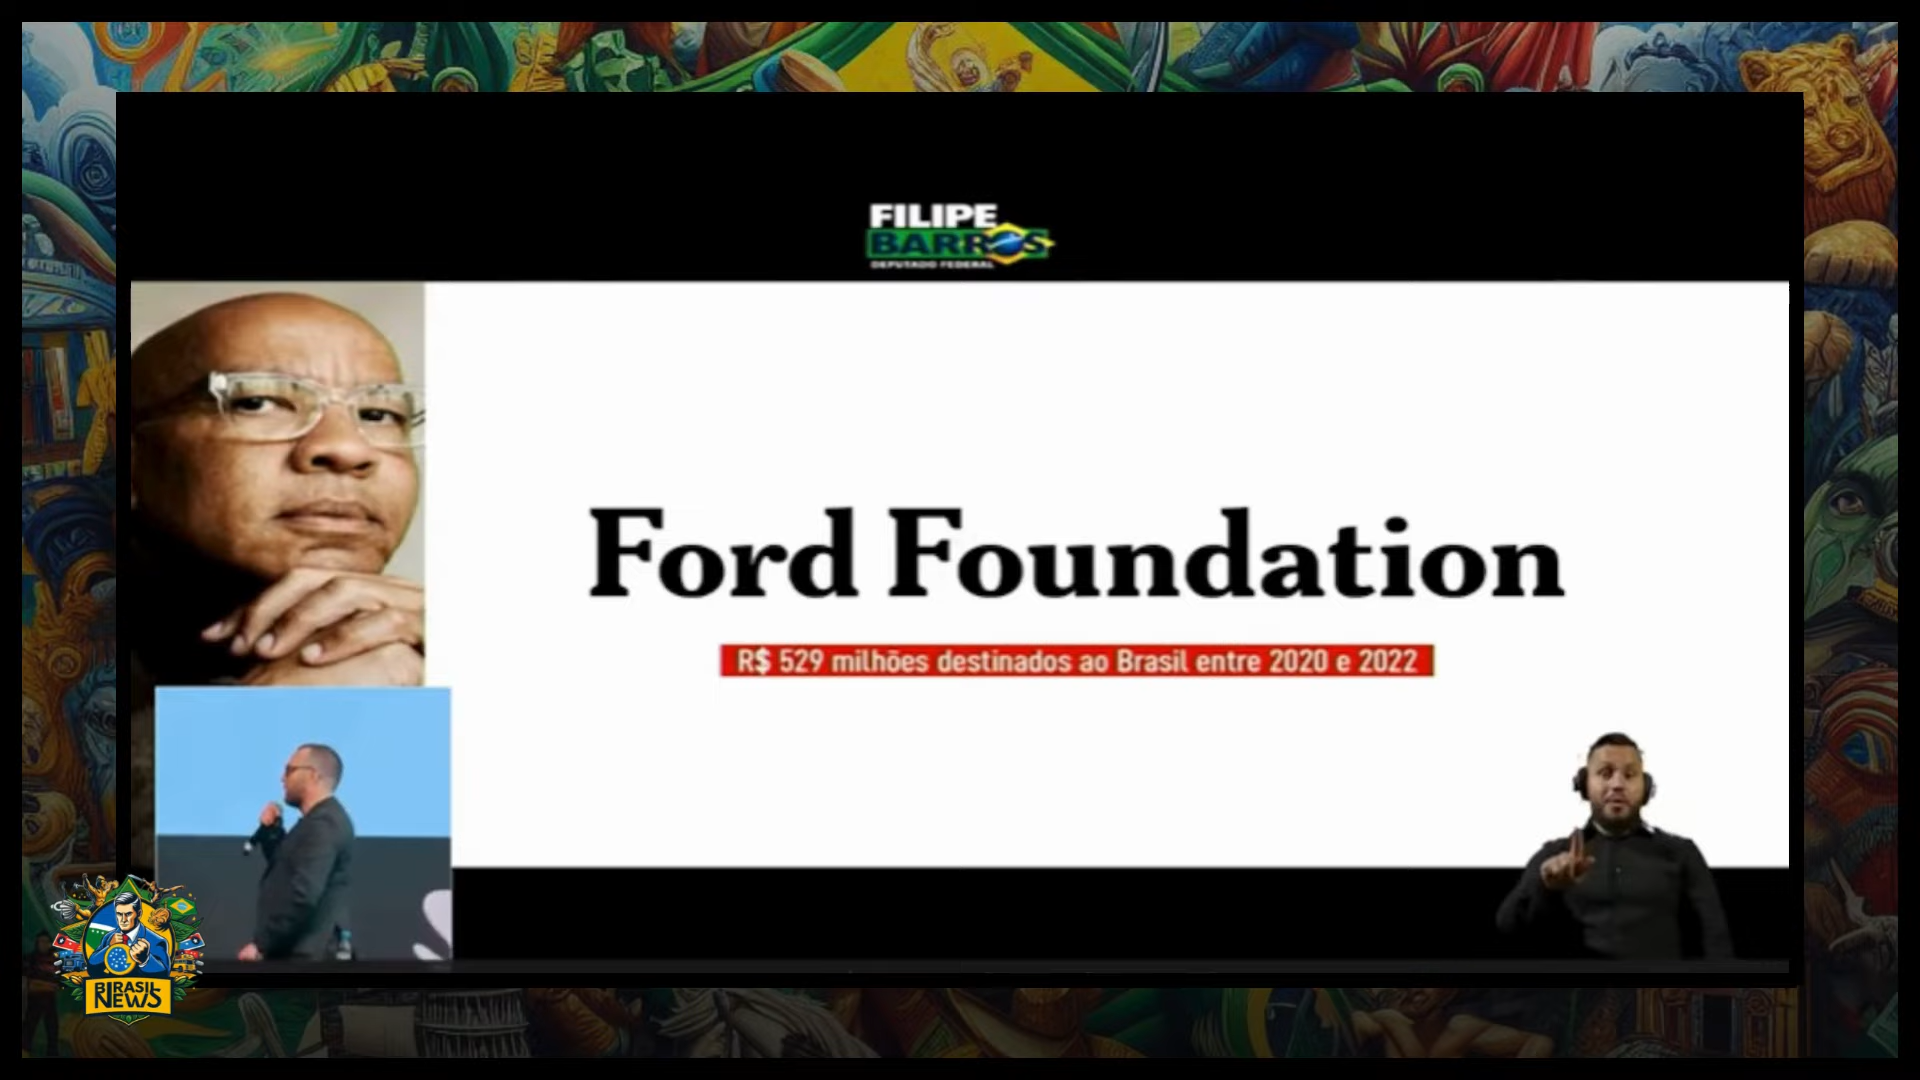 FILIPE
BARROS
DEPUTADO FEDERAL
Ford Foundation
R$ 529 milhões destinados ao Brasil entre 2020 e 2022
BRASIL
NEWS